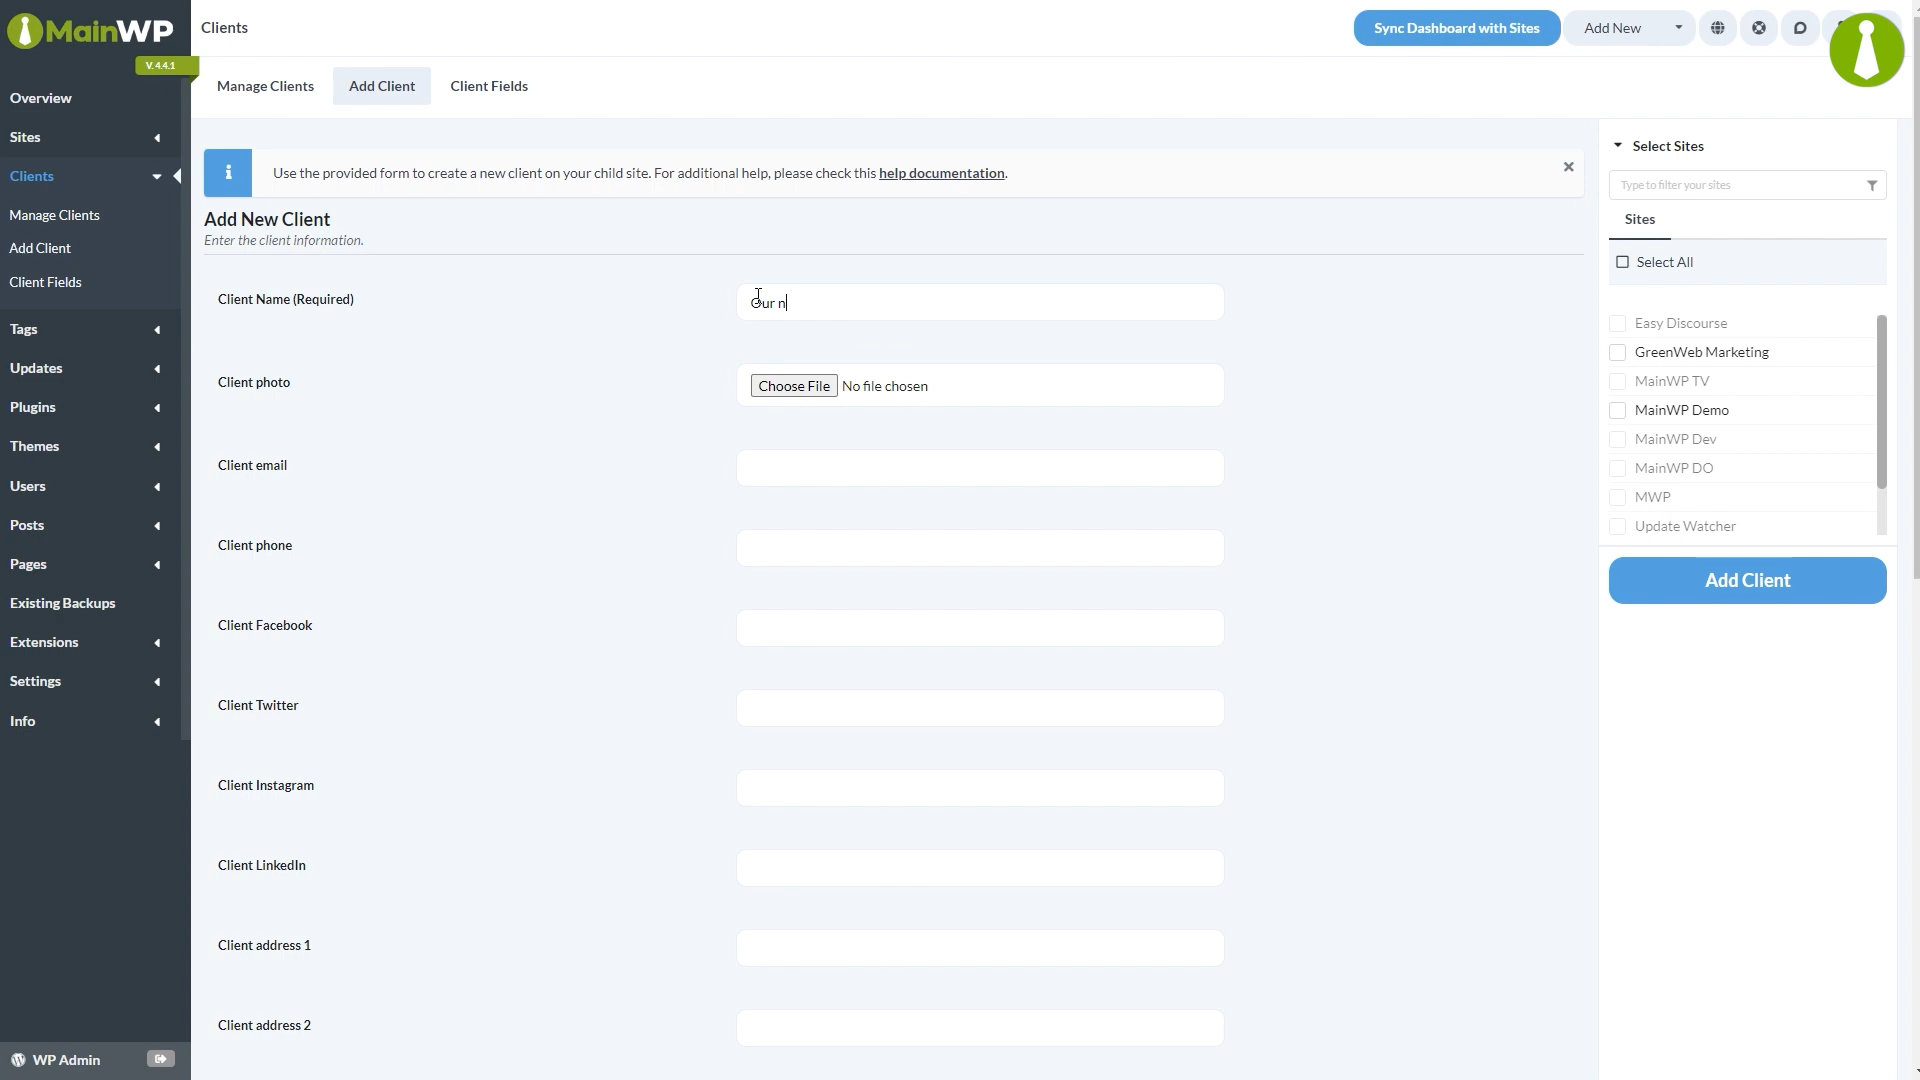 MainWP
V. 4.4.1
Overview
Sites
Clients
Manage Clients
Add Client
Client Fields
Tags
Updates
Plugins
Themes
Users
Posts
Pages
Existing Backups
Extensions
Settings
Info
WP Admin
Clients
Sync Dashboard with Sites
Add New
Manage Clients
Add Client
Client Fields
Use the provided form to create a new client on your child site. For additional help, please check this help documentation.
Add New Client
Enter the client information.
Client Name (Required)
Our n
Client photo
Choose File No file chosen
Client email
Client phone
Client Facebook
Client Twitter
Client Instagram
Client LinkedIn
Client address 1
Client address 2
Select Sites
Type to filter your sites
Sites
Select All
Easy Discourse
GreenWeb Marketing
MainWP TV
MainWP Demo
MainWP Dev
MainWP DO
MWP
Update Watcher
Add Client